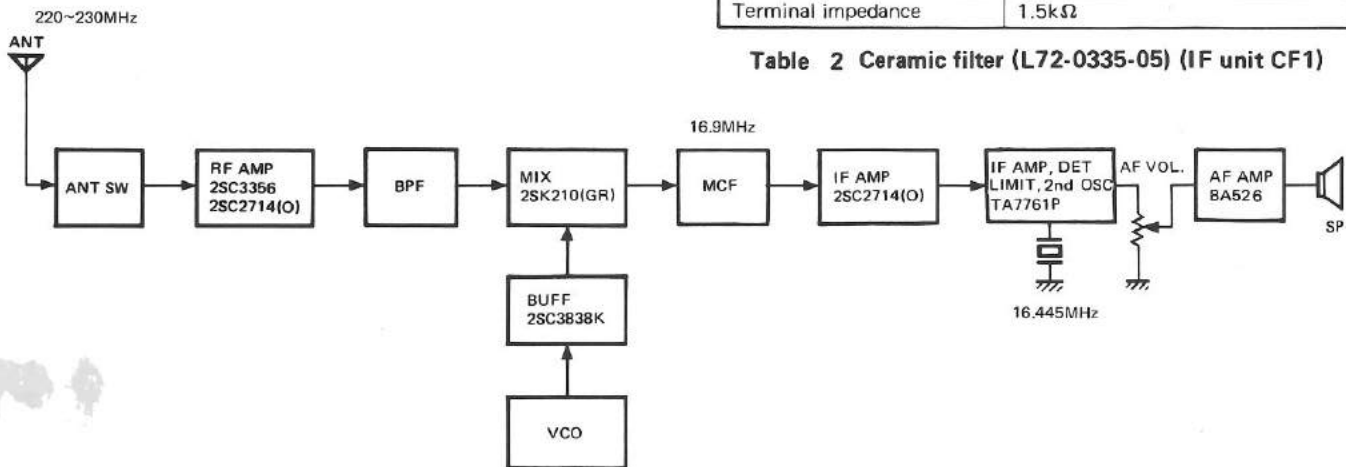 Terminal impedance 1.5kΩ
Table 2 Ceramic filter (L72-0335-05) (IF unit CF1)
220~230MHz
ANT
ANT SW
RF AMP
2SC3356
2SC2714(O)
BPF
MIX
2SK210(GR)
16.9MHz
MCF
IF AMP
2SC2714(O)
IF AMP, DET
LIMIT, 2nd OSC
TA7761P
AF VOL.
AF AMP
BA526
SP
16.445MHz
BUFF
2SC3838K
VCO